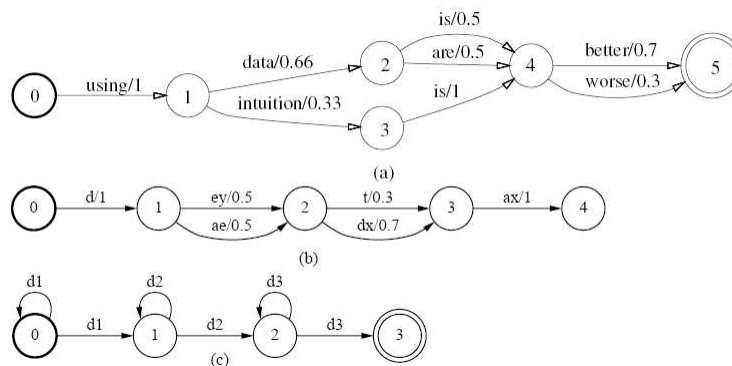 is/0.5
data/0.66
2
are/0.5
better/0.7
using/1
4
5
0
1
worse/0.3
intuition/0.33
is/1
3
(a)
0
d/1
1
ey/0.5
2
t/0.3
3
ax/1
4
ae/0.5
dx/0.7
(b)
d1
d2
d3
0
d1
1
d2
2
d3
3
(c)